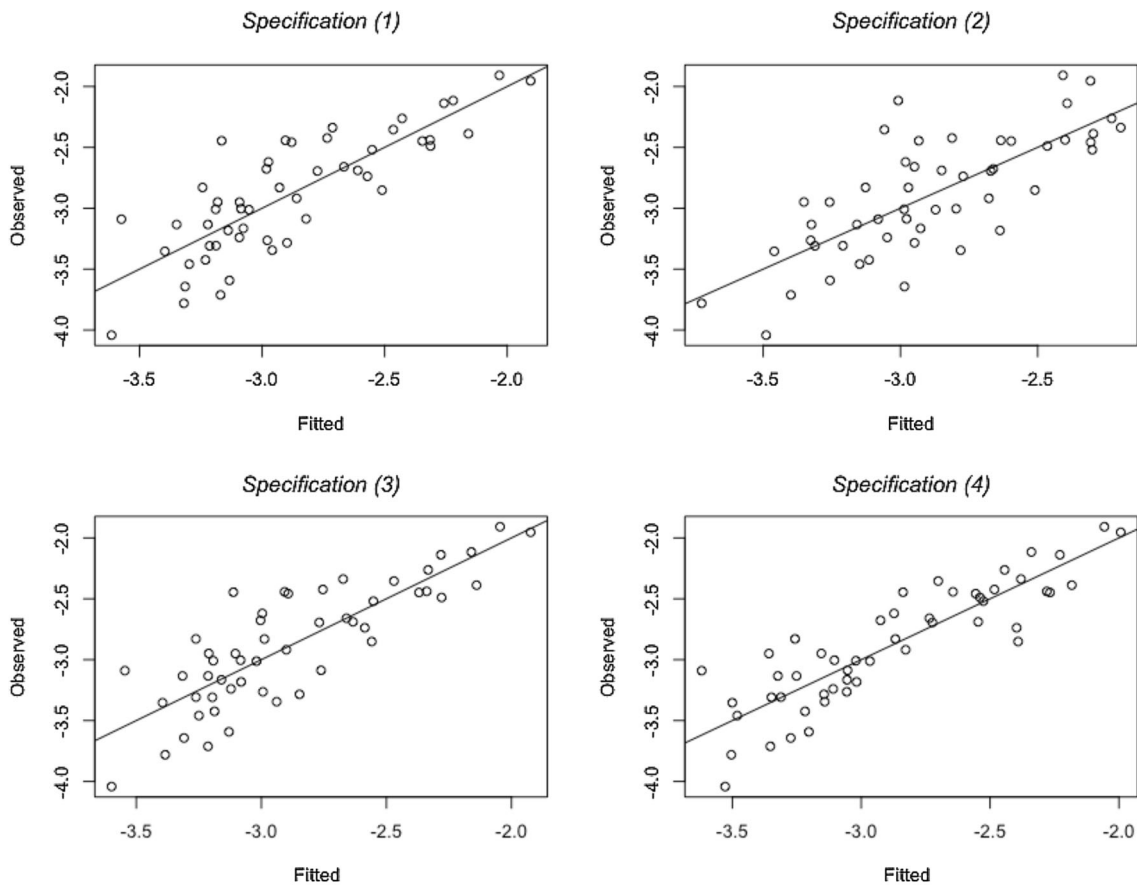 Specification (1)
-2.0
-2.5
-3.0
-3.5
-4.0
Observed
-3.5 -3.0 -2.5 -2.0
Fitted
Specification (2)
-2.0
-2.5
-3.0
-3.5
-4.0
Observed
-3.5 -3.0 -2.5
Fitted
Specification (3)
-2.0
-2.5
-3.0
-3.5
-4.0
Observed
-3.5 -3.0 -2.5 -2.0
Fitted
Specification (4)
-2.0
-2.5
-3.0
-3.5
-4.0
Observed
-3.5 -3.0 -2.5 -2.0
Fitted